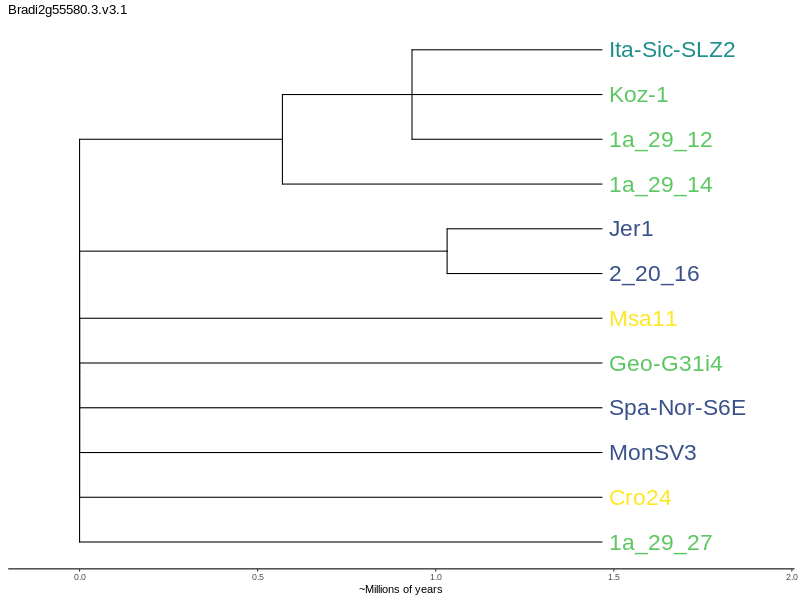 Bradi2g55580.3.v3.1
Ita-Sic-SLZ2
Koz-1
1a_29_12
1a_29_14
Jer1
2_20_16
Msa11
Geo-G31i4
Spa-Nor-S6E
MonSV3
Cro24
1a_29_27
0.0 0.5 1.0 1.5 2.0
~Millions of years